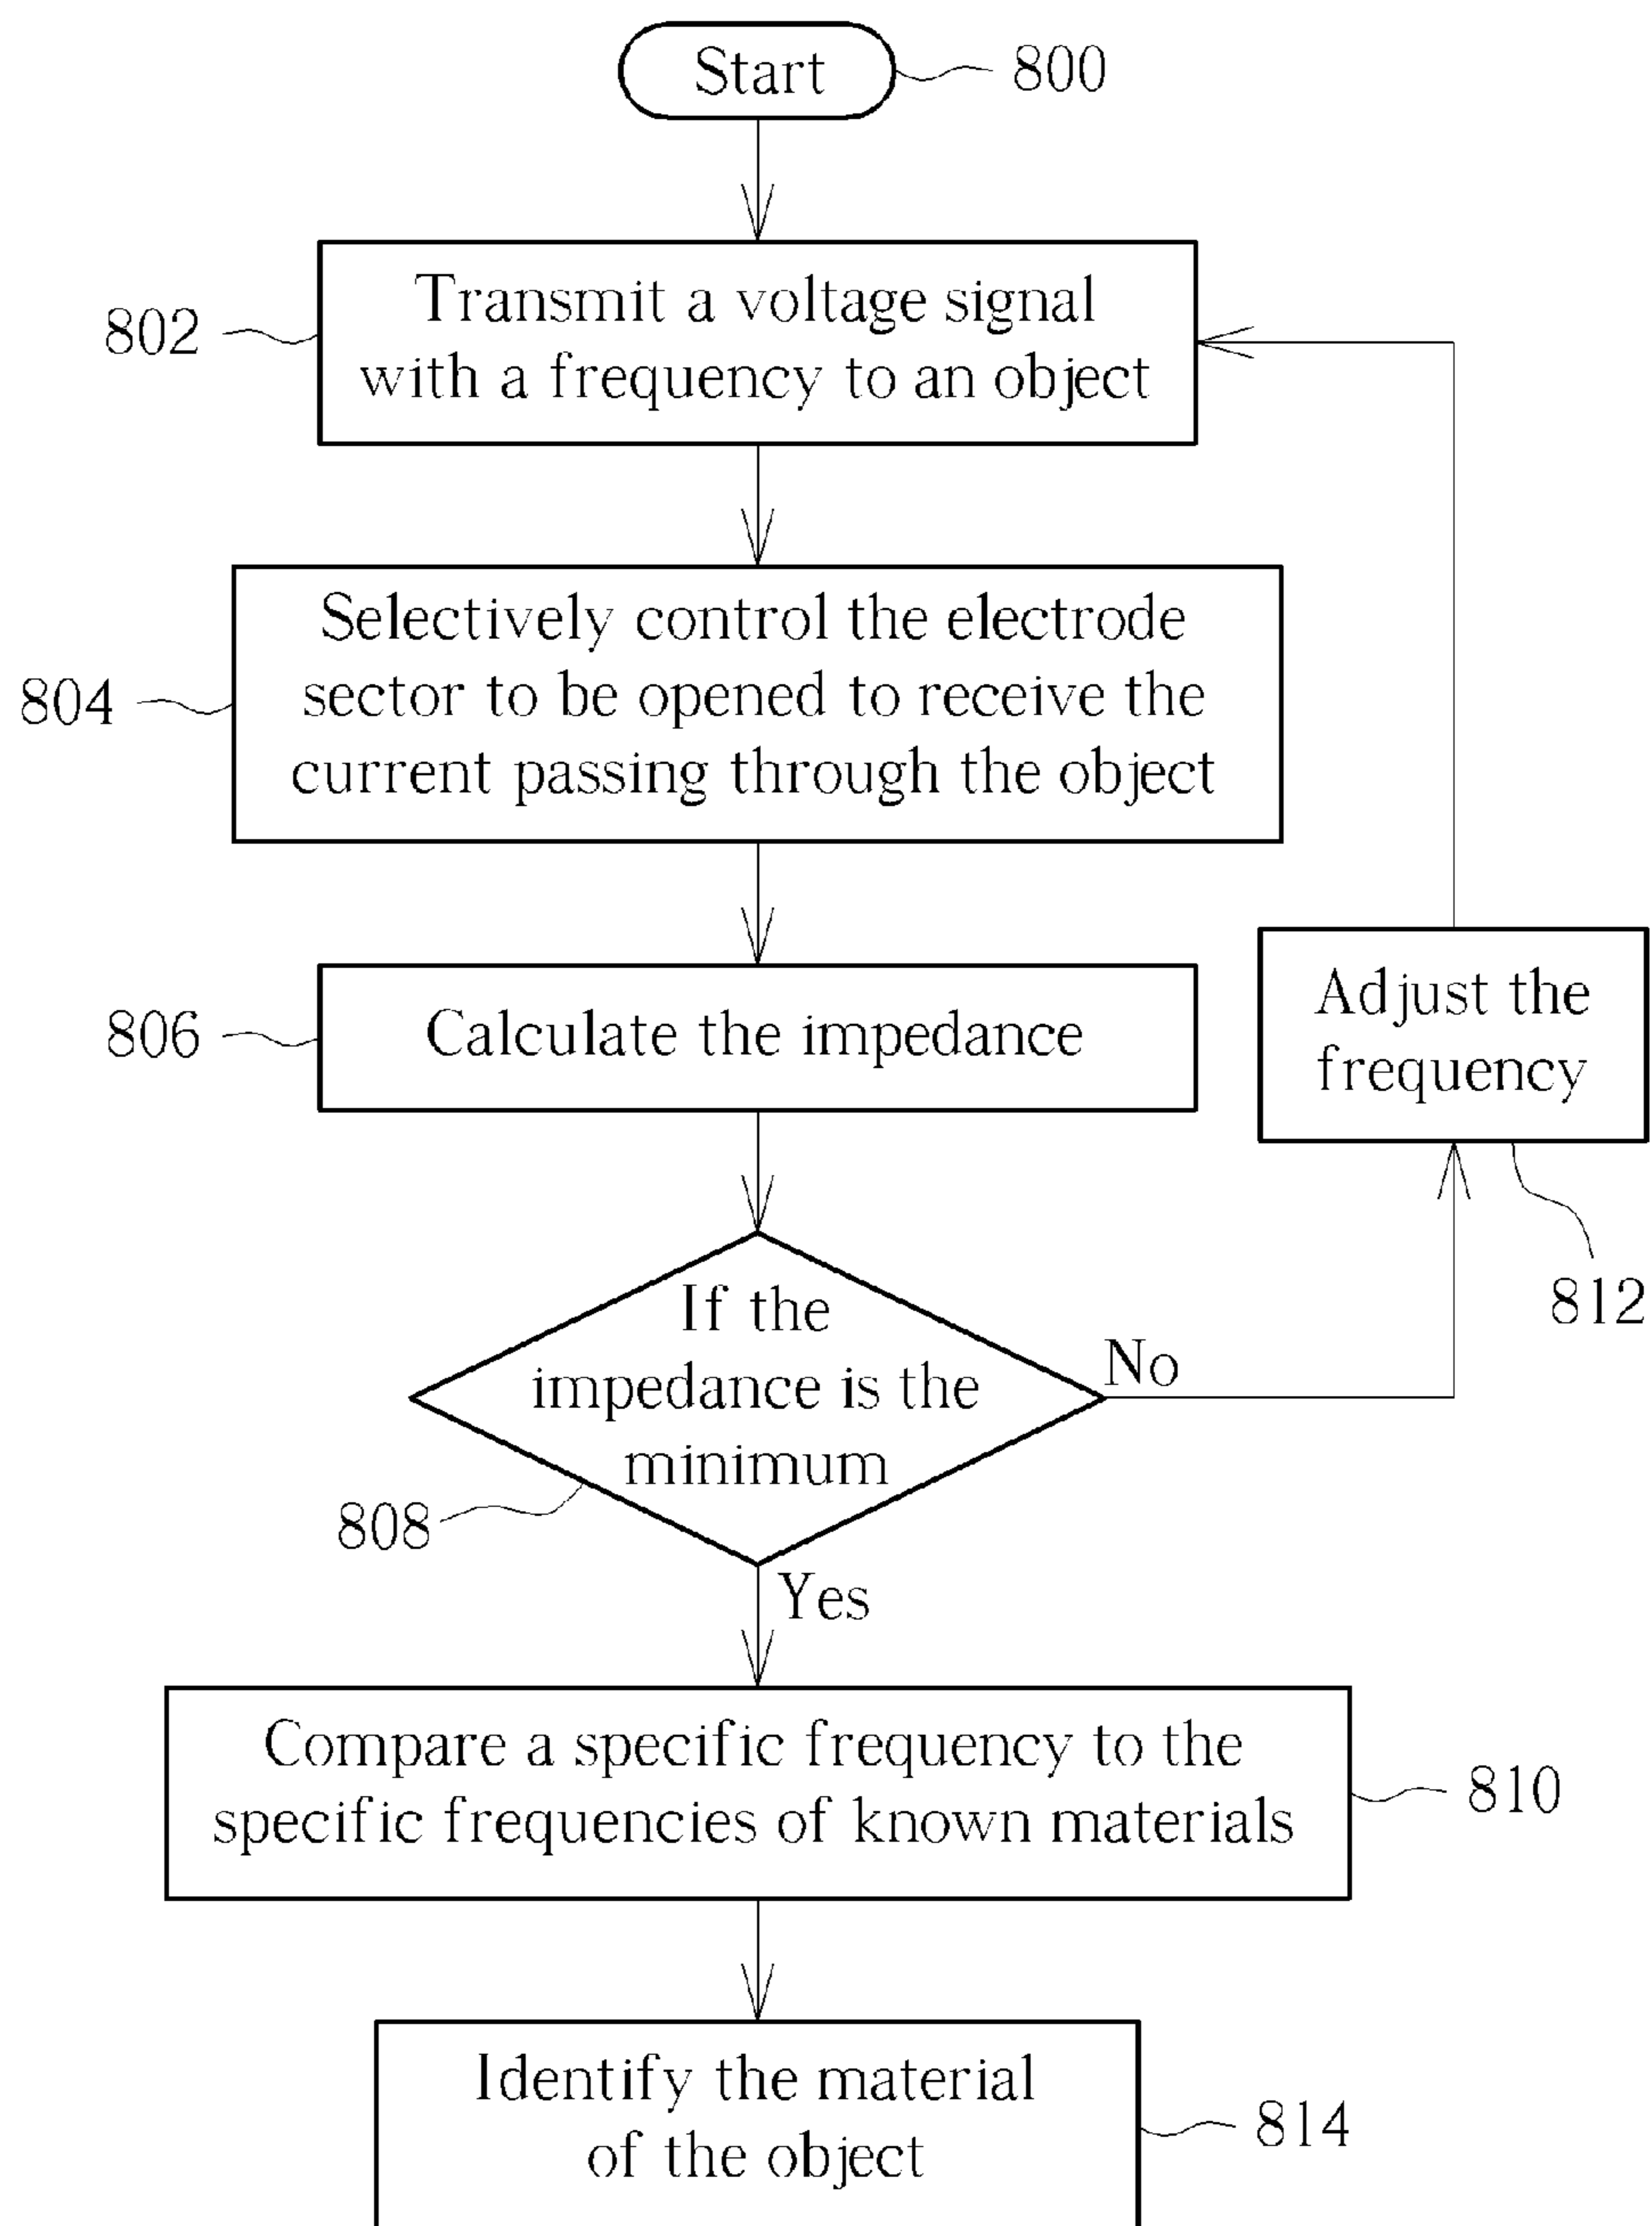 Start
800
802
Transmit a voltage signal
with a frequency to an object
804
Selectively control the electrode
sector to be opened to receive the
current passing through the object
806
Calculate the impedance
Adjust the
frequency
812
If the
impedance is the
minimum
No
808
Yes
Compare a specific frequency to the
specific frequencies of known materials
810
Identify the material
of the object
814